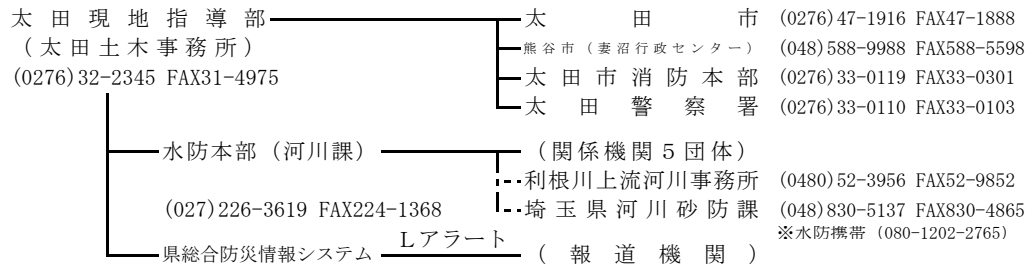 太田現地指導部 太田市 (0276)47-1916 FAX47-1888
(太田土木事務所) 熊谷市(妻沼行政センター) (048)588-9988 FAX588-5598
(0276)32-2345 FAX31-4975 太田市消防本部 (0276)33-0119 FAX33-0301
太田警察署 (0276)33-0110 FAX33-0103
水防本部(河川課) (関係機関5団体)
利根川上流河川事務所 (0480)52-3956 FAX52-9852
(027)226-3619 FAX224-1368 埼玉県河川砂防課 (048)830-5137 FAX830-4865
※水防携帯(080-1202-2765)
県総合防災情報システム Lアラート (報道機関)